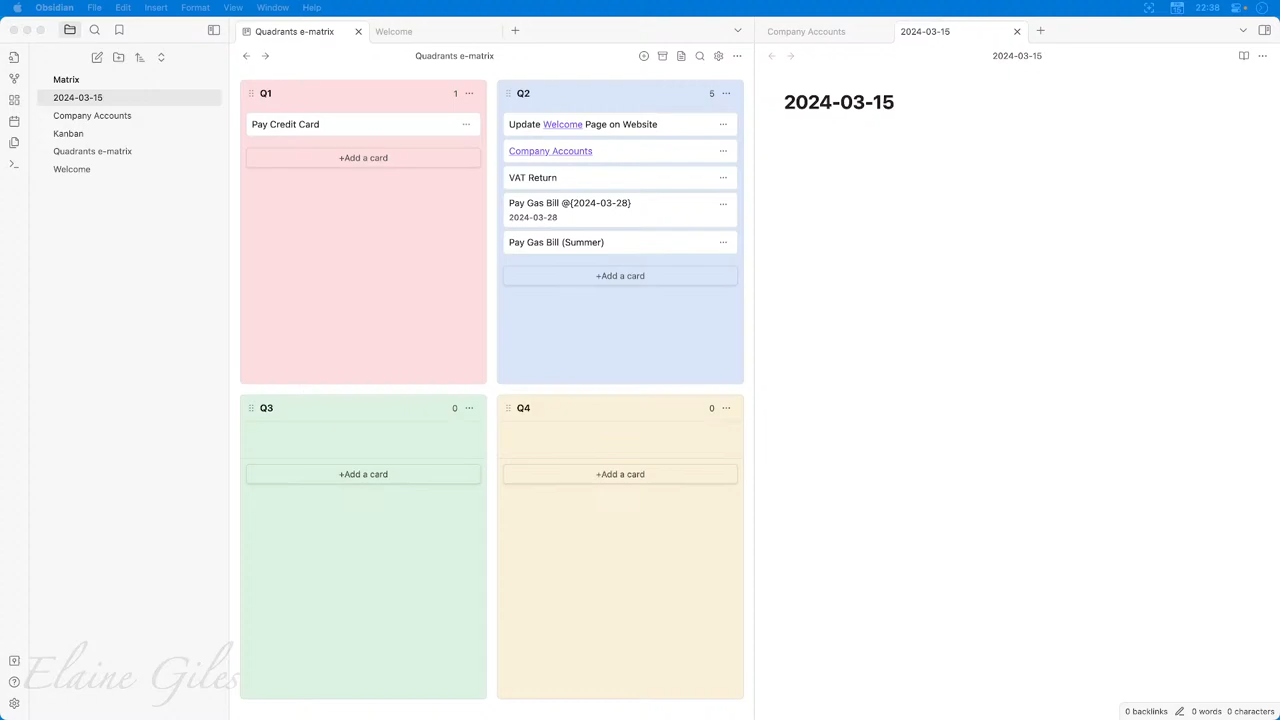 Obsidian File Edit Insert Format View Window Help 22:38
Quadrants e-matrix Welcome
Company Accounts 2024-03-15
Quadrants e-matrix
2024-03-15
Matrix
2024-03-15
Company Accounts
Kanban
Quadrants e-matrix
Welcome
Q1 1
Pay Credit Card
+Add a card
Q2 5
Update Welcome Page on Website
Company Accounts
VAT Return
Pay Gas Bill @{2024-03-28}
2024-03-28
Pay Gas Bill (Summer)
+Add a card
Q3 0
+Add a card
Q4 0
+Add a card
2024-03-15
Elaine Giles
0 backlinks 0 words 0 characters